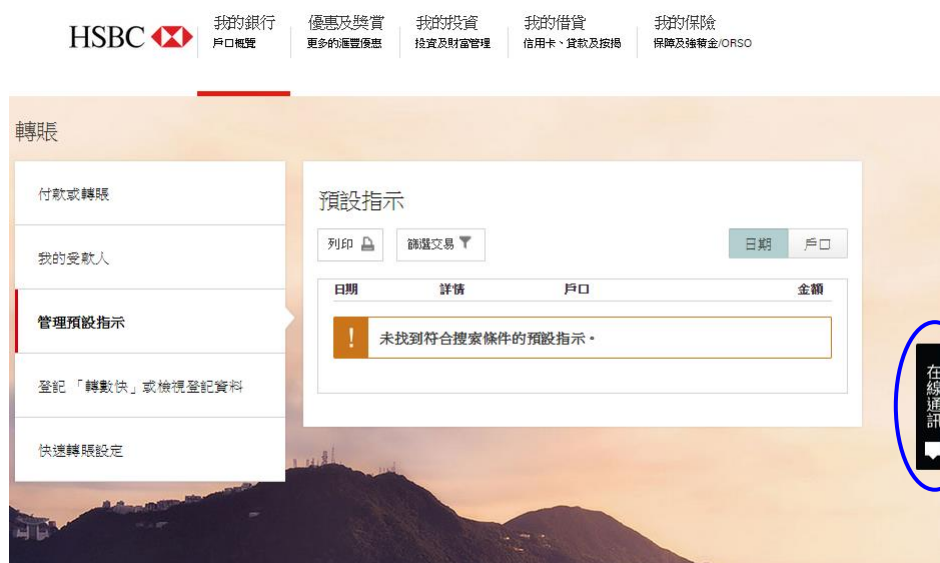 HSBC
我的銀行
戶口概覽
優惠及獎賞
更多的滙豐優惠
我的投資
投資及財富管理
我的借貸
信用卡、貸款及按揭
我的保險
保障及強積金/ORSO
轉賬
付款或轉賬
我的受款人
管理預設指示
登記「轉數快」或檢視登記資料
快速轉賬設定
預設指示
列印
篩選交易
日期
戶口
日期 詳情 戶口 金額
! 未找到符合搜索條件的預設指示。
在線通訊